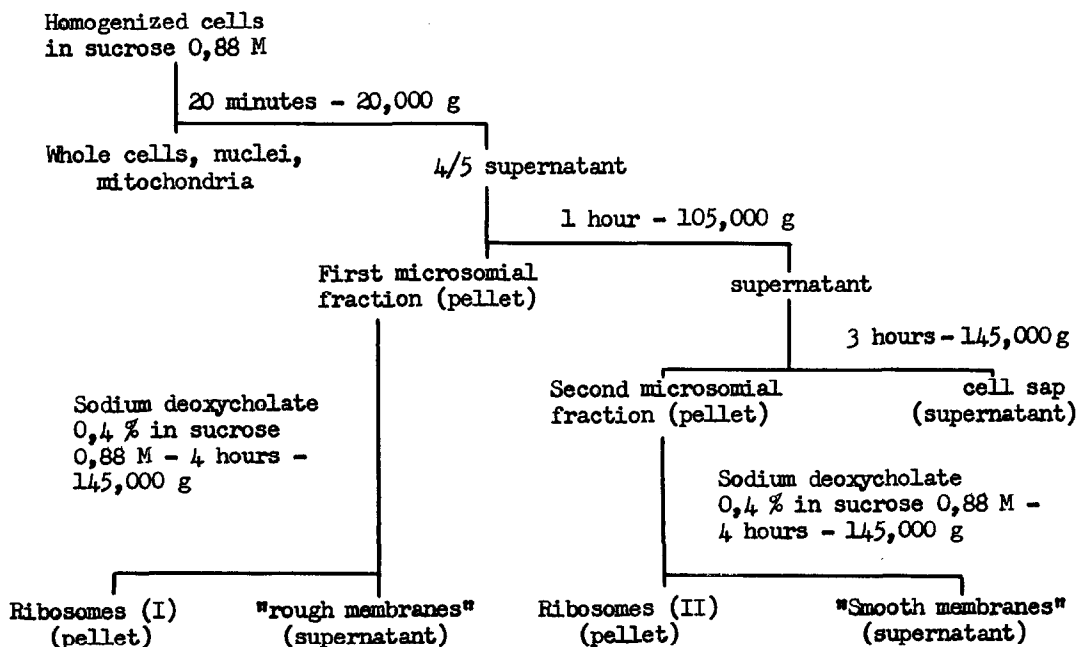 Homogenized cells
in sucrose 0,88 M
20 minutes - 20,000 g
Whole cells, nuclei,
mitochondria
4/5 supernatant
1 hour - 105,000 g
First microsomial
fraction (pellet)
supernatant
3 hours - 145,000 g
Second microsomial
fraction (pellet)
cell sap
(supernatant)
Sodium deoxycholate
0,4 % in sucrose
0,88 M - 4 hours -
145,000 g
Sodium deoxycholate
0,4 % in sucrose 0,88 M -
4 hours - 145,000 g
Ribosomes (I)
(pellet)
"rough membranes"
(supernatant)
Ribosomes (II)
(pellet)
"Smooth membranes"
(supernatant)